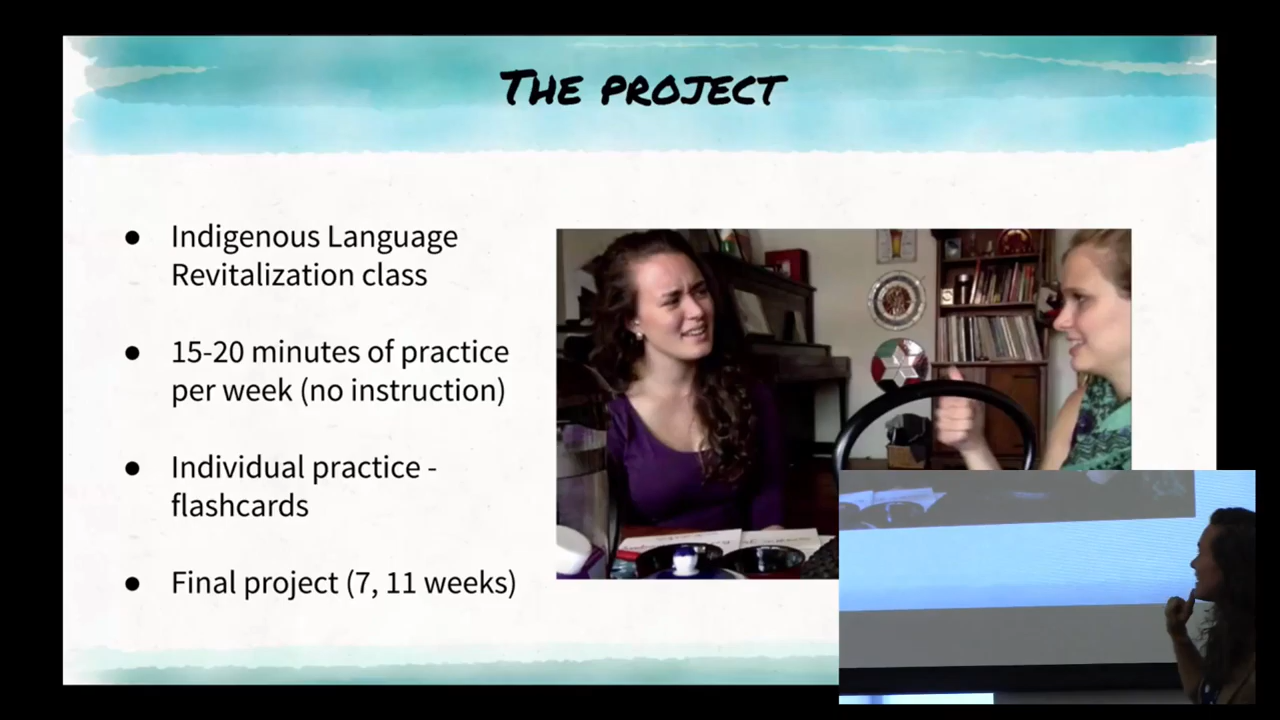 THE PROJECT
● Indigenous Language
Revitalization class
● 15-20 minutes of practice
per week (no instruction)
● Individual practice -
flashcards
● Final project (7, 11 weeks)